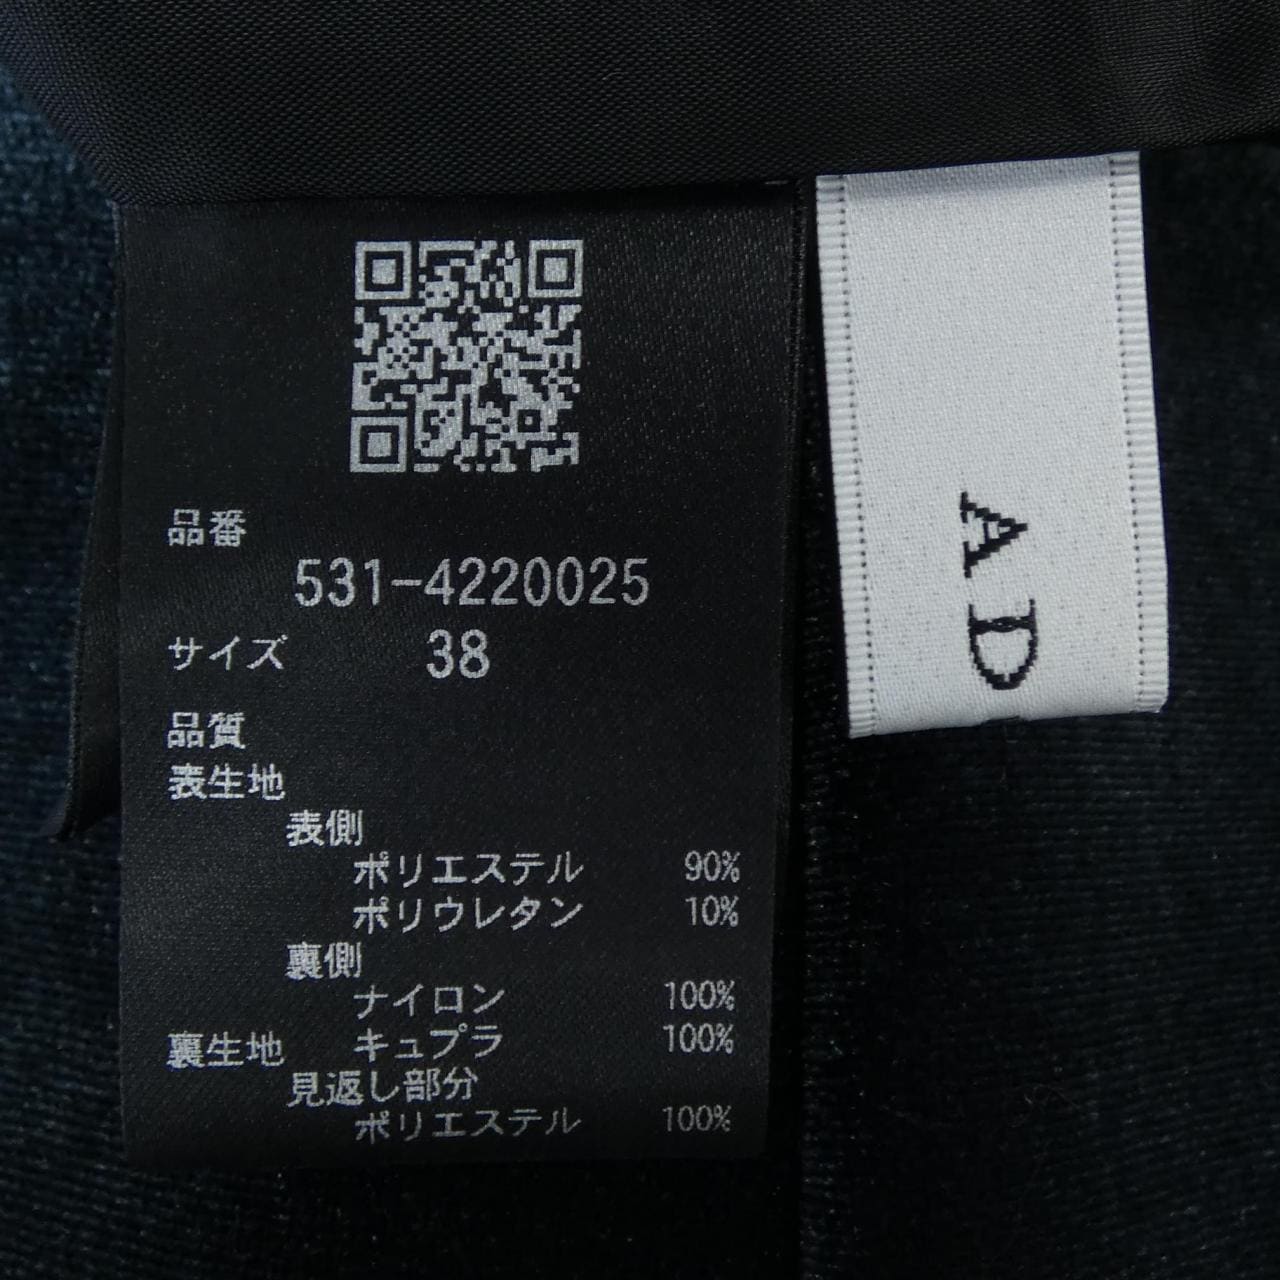 品番
531-4220025
サイズ 38
品質
表生地
表側
ポリエステル 90%
ポリウレタン 10%
裏側
ナイロン 100%
裏生地 キュプラ 100%
見返し部分
ポリエステル 100%
A D